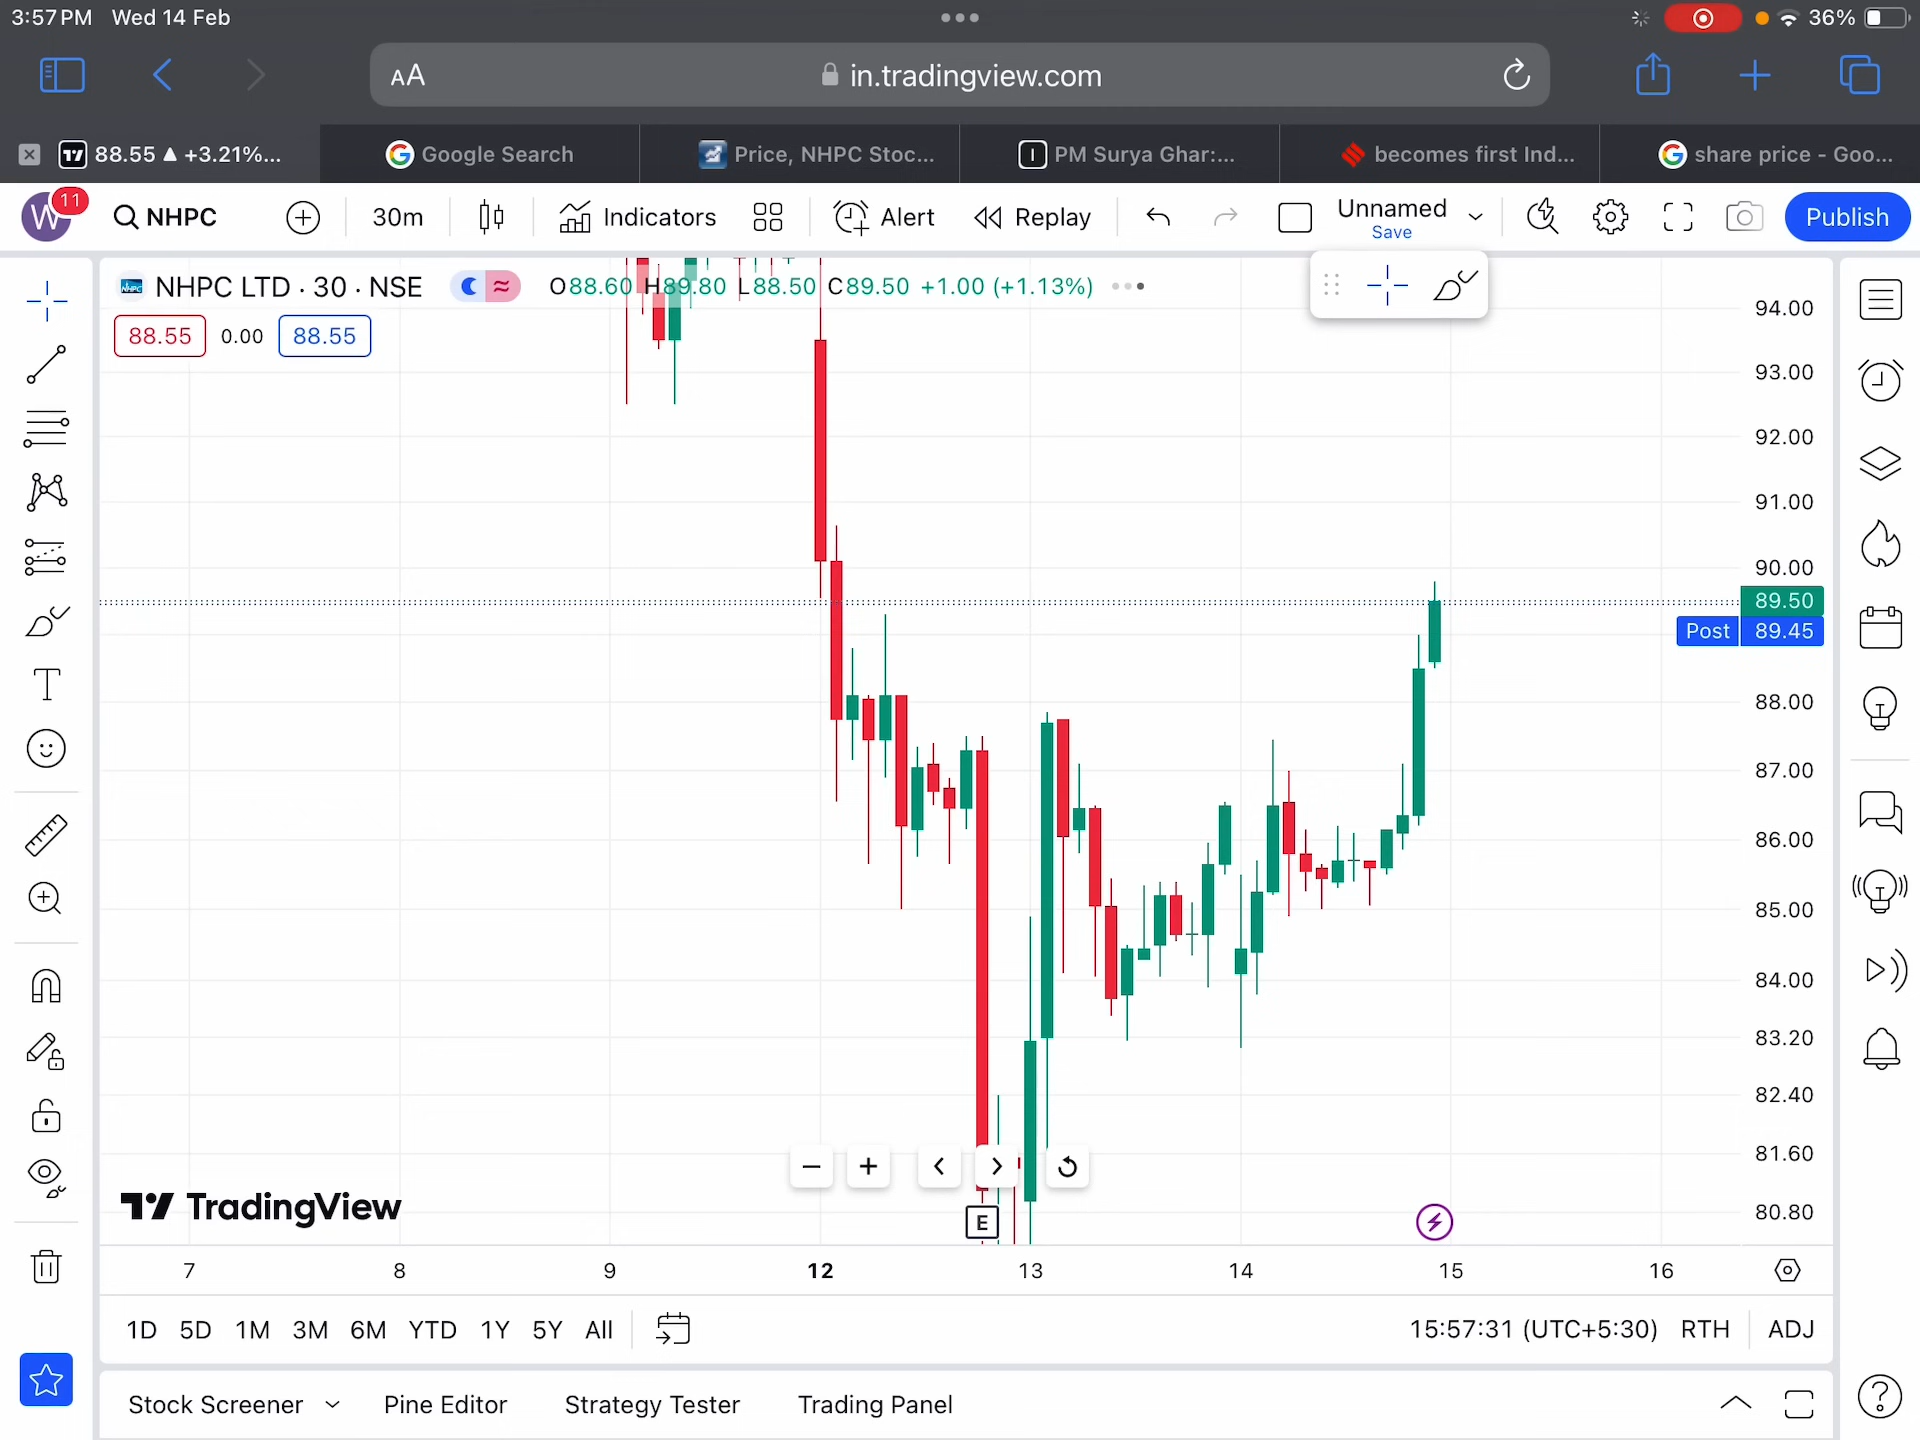 3:57 PM Wed 14 Feb 36%
AA in.tradingview.com
88.55 ▲ +3.21%... Google Search Price, NHPC Stoc... PM Surya Ghar:... becomes first Ind... share price - Goo...
W 11 NHPC 30m Indicators Alert Replay Unnamed Save Publish
NHPC LTD · 30 · NSE O88.60 H89.80 L88.50 C89.50 +1.00 (+1.13%)
88.55 0.00 88.55
94.00
93.00
92.00
91.00
90.00
89.50
Post 89.45
88.00
87.00
86.00
85.00
84.00
83.20
82.40
81.60
80.80
TradingView
E
7 8 9 12 13 14 15 16
1D 5D 1M 3M 6M YTD 1Y 5Y All 15:57:31 (UTC+5:30) RTH ADJ
Stock Screener Pine Editor Strategy Tester Trading Panel